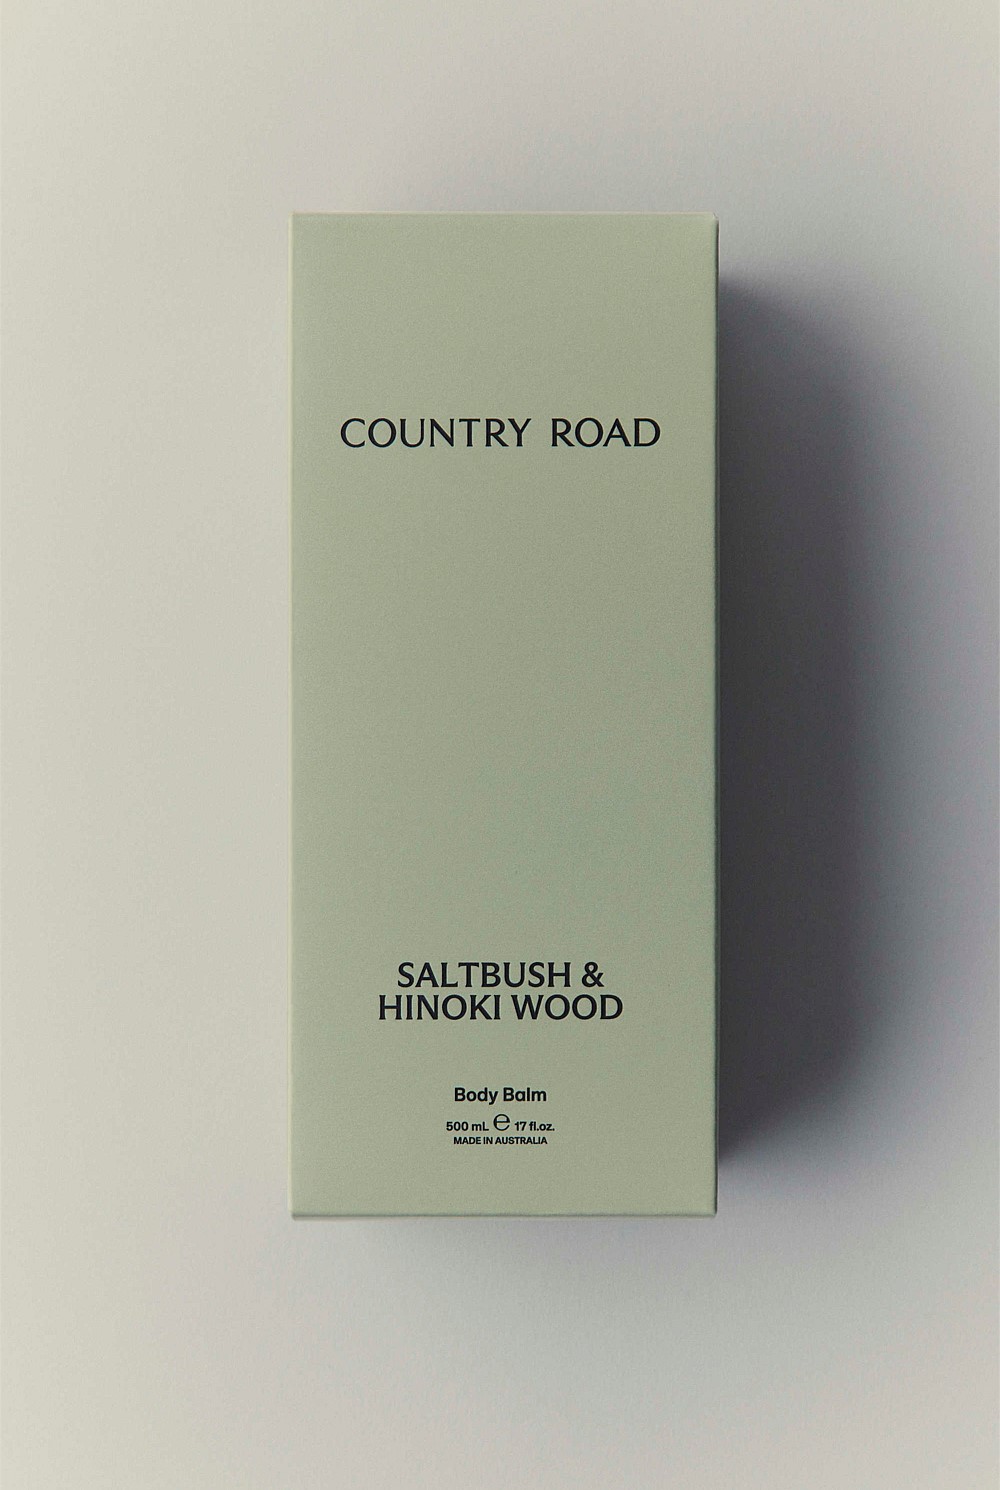 COUNTRY ROAD
SALTBUSH &
HINOKI WOOD
Body Balm
500 mL ℮ 17 fl.oz.
MADE IN AUSTRALIA